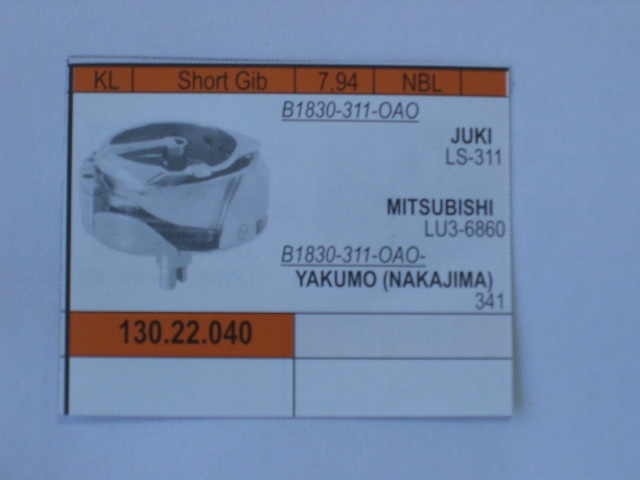 KL Short Gib 7,94 NBL
B1830-311-OAO
JUKI
LS-311
MITSUBISHI
LU3-6860
B1830-311-OAO-
YAKUMO (NAKAJIMA)
341
130.22.040